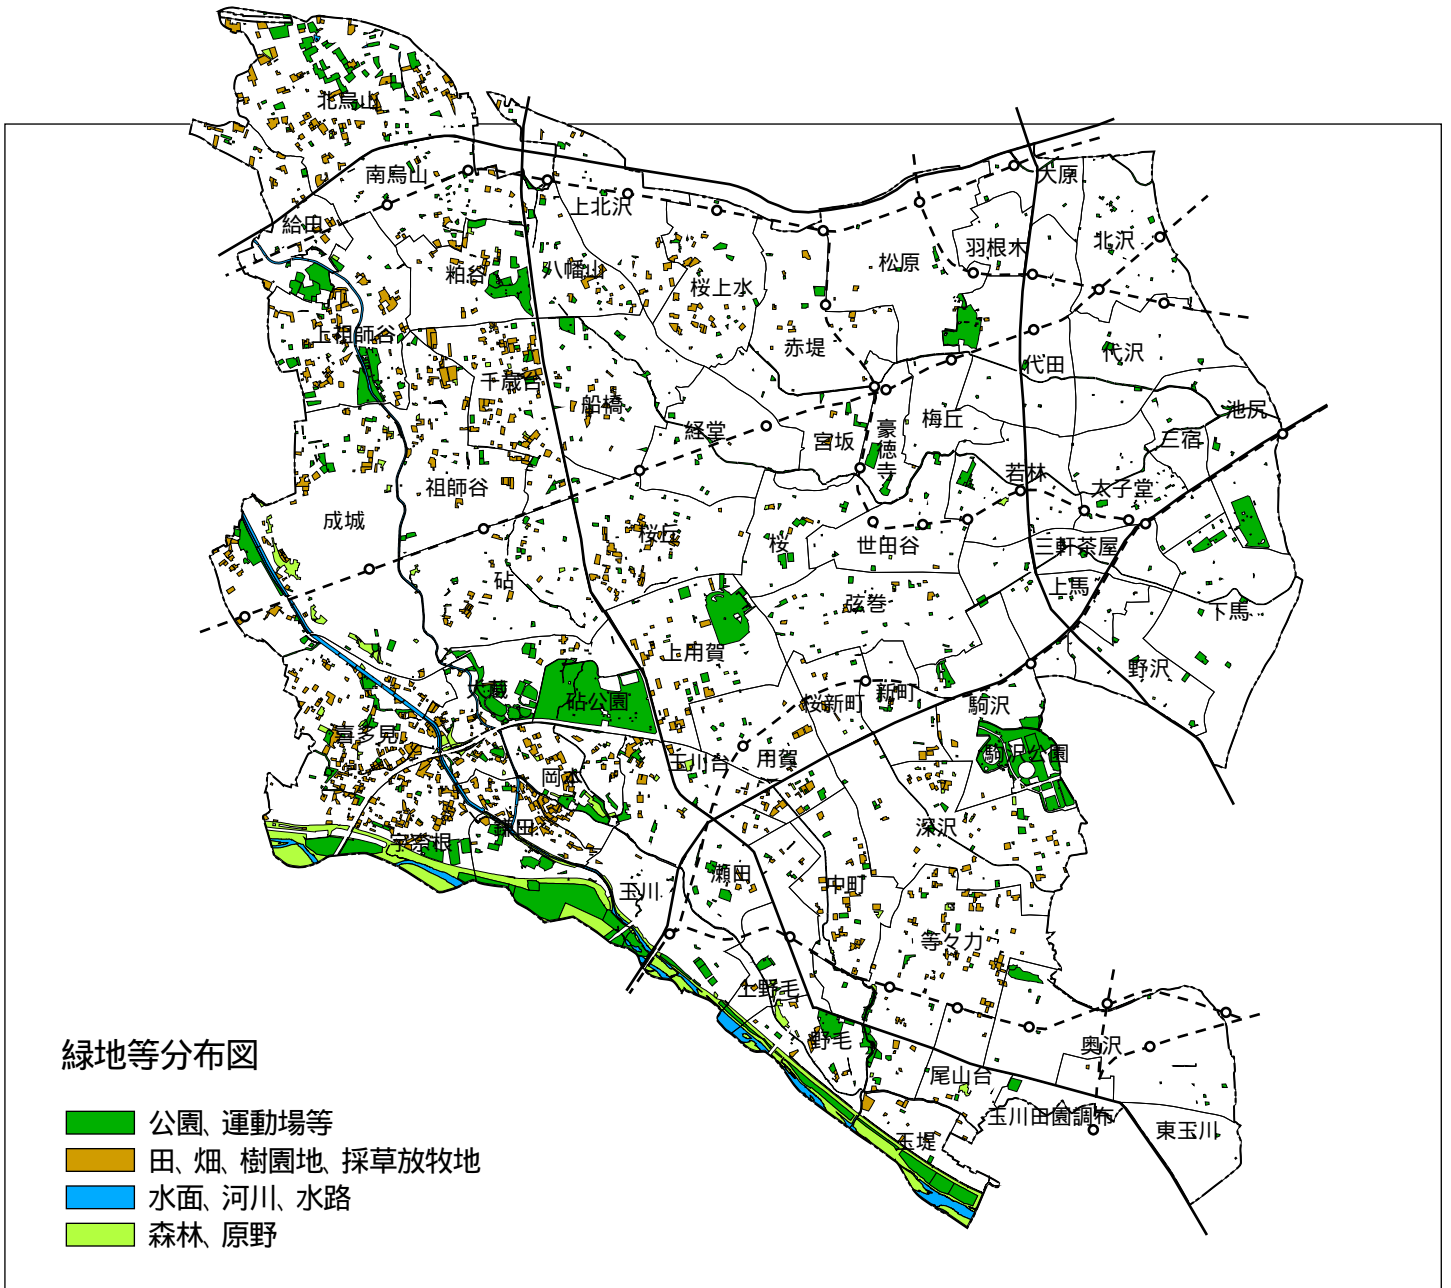 北烏山
南烏山
給田
上北沢
大原
北沢
羽根木
松原
粕谷
八幡山
桜上水
上祖師谷
赤堤
代田
代沢
千歳台
船橋
経堂
宮坂
豪徳寺
梅丘
池尻
三宿
若林
太子堂
祖師谷
成城
桜丘
桜
世田谷
三軒茶屋
砧
弦巻
上馬
下馬
上用賀
野沢
大蔵
砧公園
桜新町
新町
駒沢
喜多見
岡本
玉川台
用賀
駒沢公園
宇奈根
鎌田
深沢
玉川
瀬田
中町
等々力
上野毛
野毛
奥沢
尾山台
玉川田園調布
東玉川
玉堤
緑地等分布図
公園、運動場等
田、畑、樹園地、採草放牧地
水面、河川、水路
森林、原野